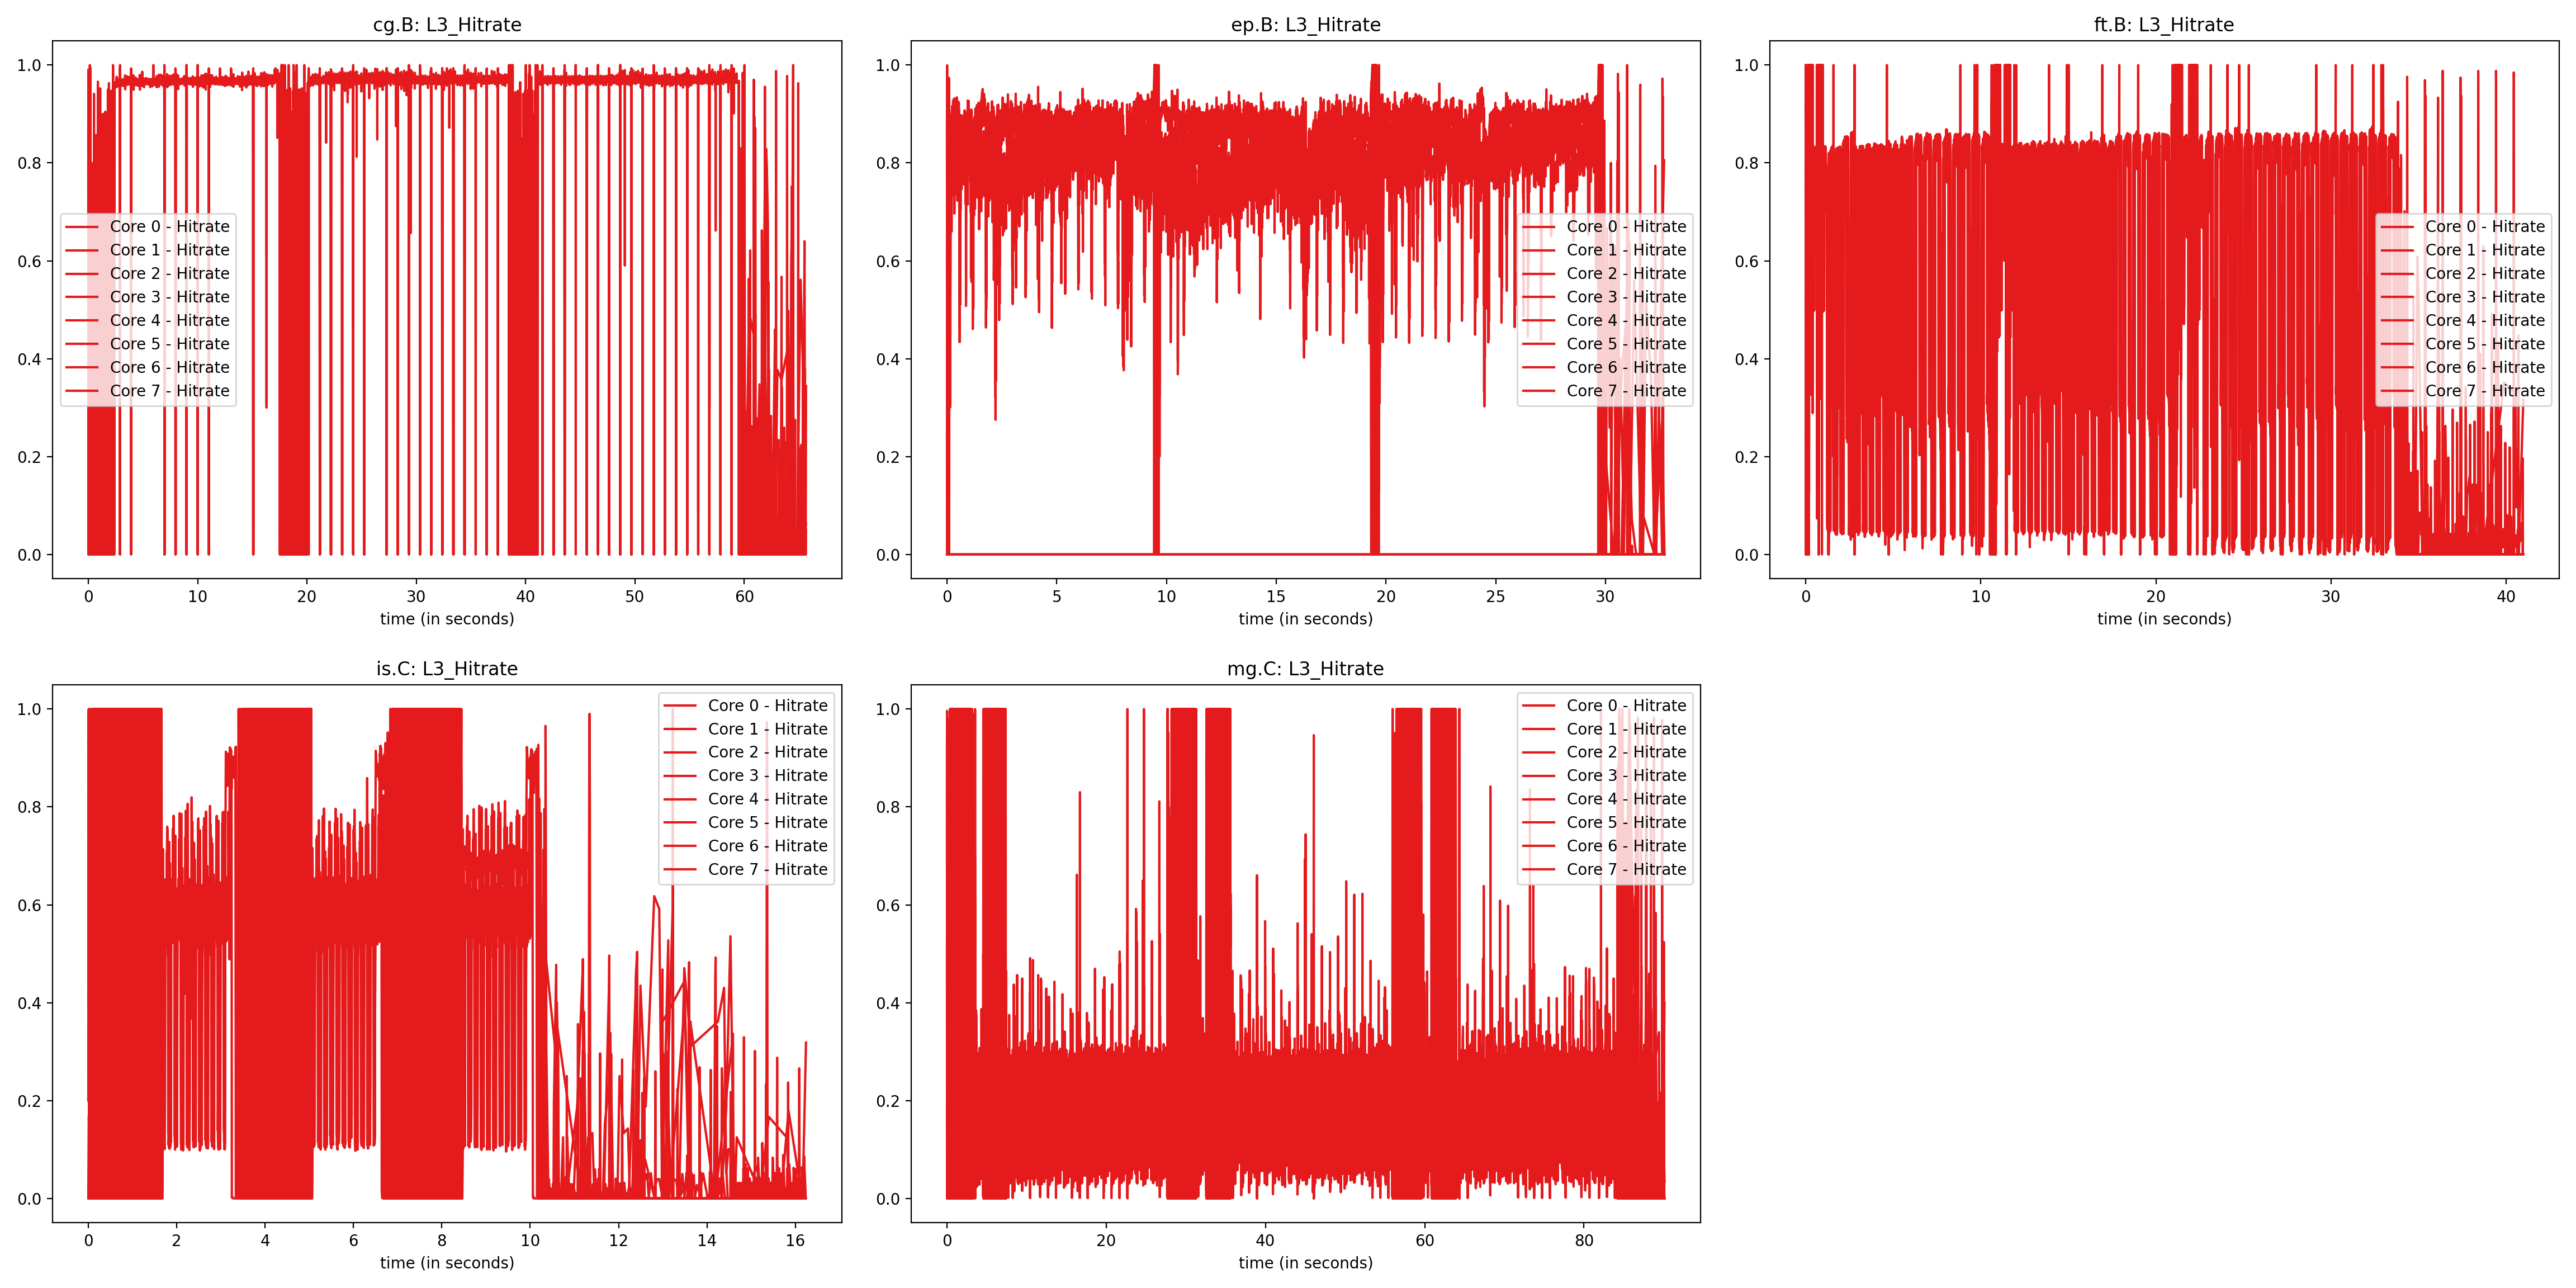 cg.B: L3_Hitrate
1.0
0.8
0.6
0.4
0.2
0.0
Core 0 - Hitrate
Core 1 - Hitrate
Core 2 - Hitrate
Core 3 - Hitrate
Core 4 - Hitrate
Core 5 - Hitrate
Core 6 - Hitrate
Core 7 - Hitrate
0 10 20 30 40 50 60
time (in seconds)
ep.B: L3_Hitrate
1.0
0.8
0.6
0.4
0.2
0.0
Core 0 - Hitrate
Core 1 - Hitrate
Core 2 - Hitrate
Core 3 - Hitrate
Core 4 - Hitrate
Core 5 - Hitrate
Core 6 - Hitrate
Core 7 - Hitrate
0 5 10 15 20 25 30
time (in seconds)
ft.B: L3_Hitrate
1.0
0.8
0.6
0.4
0.2
0.0
Core 0 - Hitrate
Core 1 - Hitrate
Core 2 - Hitrate
Core 3 - Hitrate
Core 4 - Hitrate
Core 5 - Hitrate
Core 6 - Hitrate
Core 7 - Hitrate
0 10 20 30 40
time (in seconds)
is.C: L3_Hitrate
1.0
0.8
0.6
0.4
0.2
0.0
Core 0 - Hitrate
Core 1 - Hitrate
Core 2 - Hitrate
Core 3 - Hitrate
Core 4 - Hitrate
Core 5 - Hitrate
Core 6 - Hitrate
Core 7 - Hitrate
0 2 4 6 8 10 12 14 16
time (in seconds)
mg.C: L3_Hitrate
1.0
0.8
0.6
0.4
0.2
0.0
Core 0 - Hitrate
Core 1 - Hitrate
Core 2 - Hitrate
Core 3 - Hitrate
Core 4 - Hitrate
Core 5 - Hitrate
Core 6 - Hitrate
Core 7 - Hitrate
0 20 40 60 80
time (in seconds)